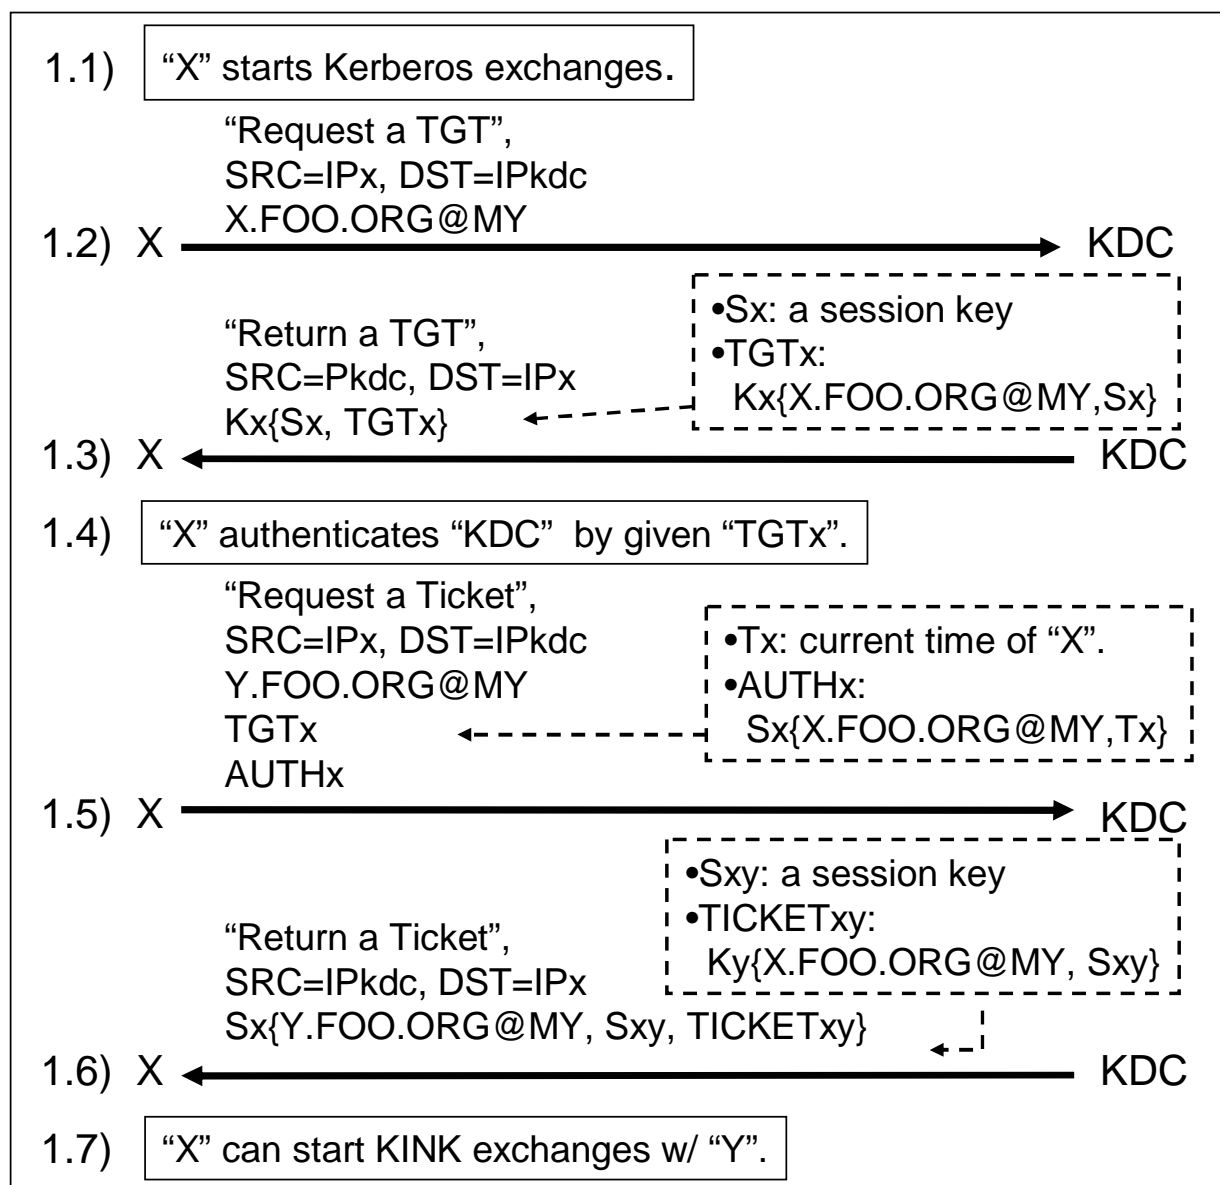 1.1) “X” starts Kerberos exchanges.
“Request a TGT”,
SRC=IPx, DST=IPkdc
X.FOO.ORG@MY
1.2) X KDC
•Sx: a session key
•TGTx:
Kx{X.FOO.ORG@MY,Sx}
“Return a TGT”,
SRC=Pkdc, DST=IPx
Kx{Sx, TGTx}
1.3) X KDC
1.4) “X” authenticates “KDC” by given “TGTx”.
“Request a Ticket”,
SRC=IPx, DST=IPkdc
Y.FOO.ORG@MY
TGTx
AUTHx
•Tx: current time of “X”.
•AUTHx:
Sx{X.FOO.ORG@MY,Tx}
1.5) X KDC
•Sxy: a session key
•TICKETxy:
Ky{X.FOO.ORG@MY, Sxy}
“Return a Ticket”,
SRC=IPkdc, DST=IPx
Sx{Y.FOO.ORG@MY, Sxy, TICKETxy}
1.6) X KDC
1.7) “X” can start KINK exchanges w/ “Y”.